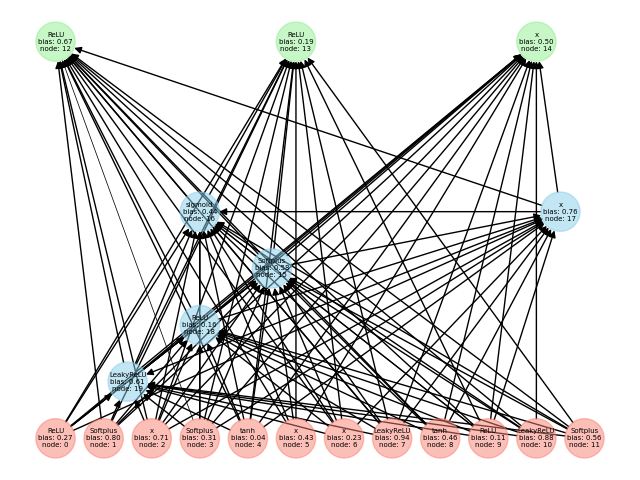 ReLU
bias: 0.67
node: 12
ReLU
bias: 0.19
node: 13
x
bias: 0.50
node: 14
sigmoid
bias: 0.44
node: 16
x
bias: 0.76
node: 17
Softplus
bias: 0.58
node: 15
ReLU
bias: 0.16
node: 18
LeakyReLU
bias: 0.61
node: 19
ReLU
bias: 0.27
node: 0
Softplus
bias: 0.80
node: 1
x
bias: 0.71
node: 2
Softplus
bias: 0.31
node: 3
tanh
bias: 0.04
node: 4
x
bias: 0.43
node: 5
x
bias: 0.23
node: 6
LeakyReLU
bias: 0.94
node: 7
tanh
bias: 0.46
node: 8
ReLU
bias: 0.11
node: 9
LeakyReLU
bias: 0.88
node: 10
Softplus
bias: 0.56
node: 11